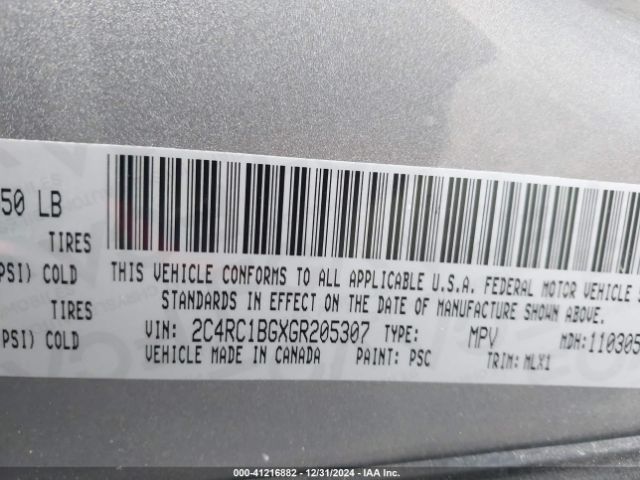 50 LB
TIRES
PSI) COLD
TIRES
PSI) COLD
THIS VEHICLE CONFORMS TO ALL APPLICABLE U.S.A. FEDERAL MOTOR VEHICLE
STANDARDS IN EFFECT ON THE DATE OF MANUFACTURE SHOWN ABOVE.
VIN: 2C4RC1BGXGR205307 TYPE: MPV MDH:110305
VEHICLE MADE IN CANADA PAINT: PSC TRIM: MLX1
000-41216882 - 12/31/2024 - IAA Inc.